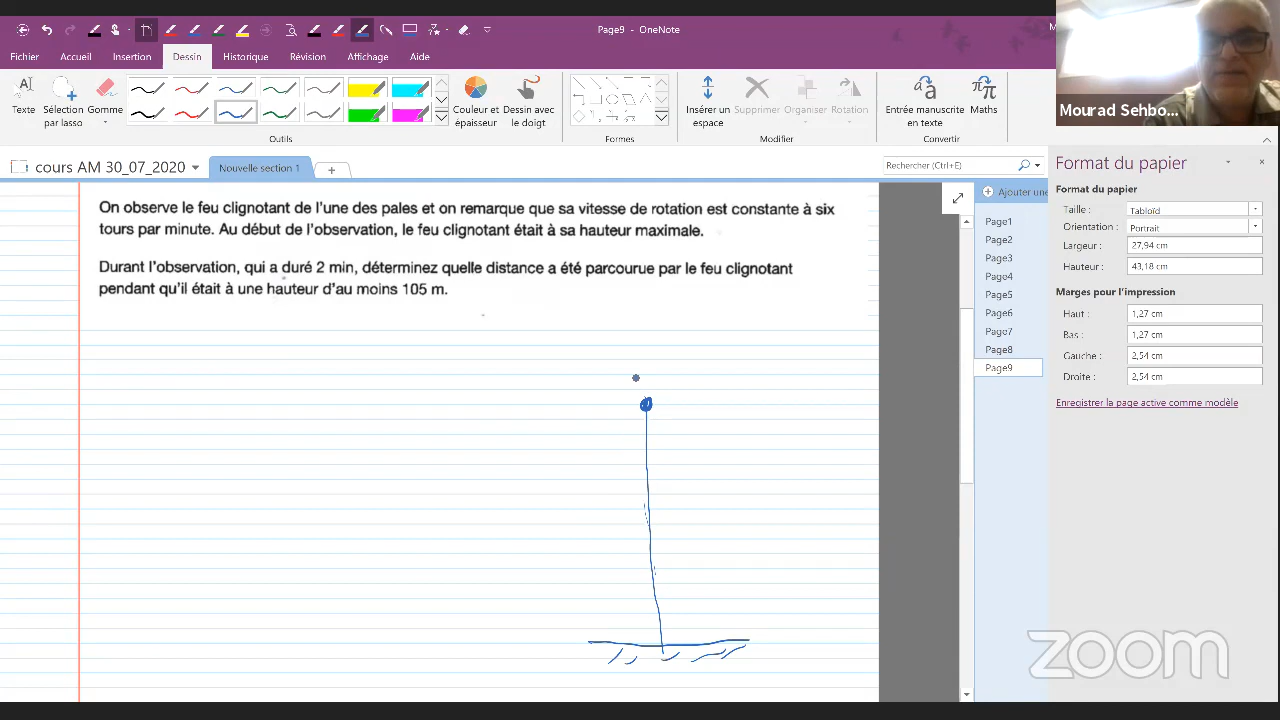 Page9 - OneNote
Fichier Accueil Insertion Dessin Historique Révision Affichage Aide
Texte Sélection par lasso Gomme Couleur et épaisseur Dessin avec le doigt Insérer un espace Supprimer Organiser Rotation Entrée manuscrite en texte Maths
Outils Formes Modifier Convertir
Mourad Sehbo...
cours AM 30_07_2020 Nouvelle section 1 + Rechercher (Ctrl+E)
On observe le feu clignotant de l'une des pales et on remarque que sa vitesse de rotation est constante à six
tours par minute. Au début de l'observation, le feu clignotant était à sa hauteur maximale.
Durant l'observation, qui a duré 2 min, déterminez quelle distance a été parcourue par le feu clignotant
pendant qu'il était à une hauteur d'au moins 105 m.
Ajouter une
Page1
Page2
Page3
Page4
Page5
Page6
Page7
Page8
Page9
Format du papier
Format du papier
Taille : Tabloïd
Orientation : Portrait
Largeur : 27,94 cm
Hauteur : 43,18 cm
Marges pour l'impression
Haut : 1,27 cm
Bas : 1,27 cm
Gauche : 2,54 cm
Droite : 2,54 cm
Enregistrer la page active comme modèle
zoom